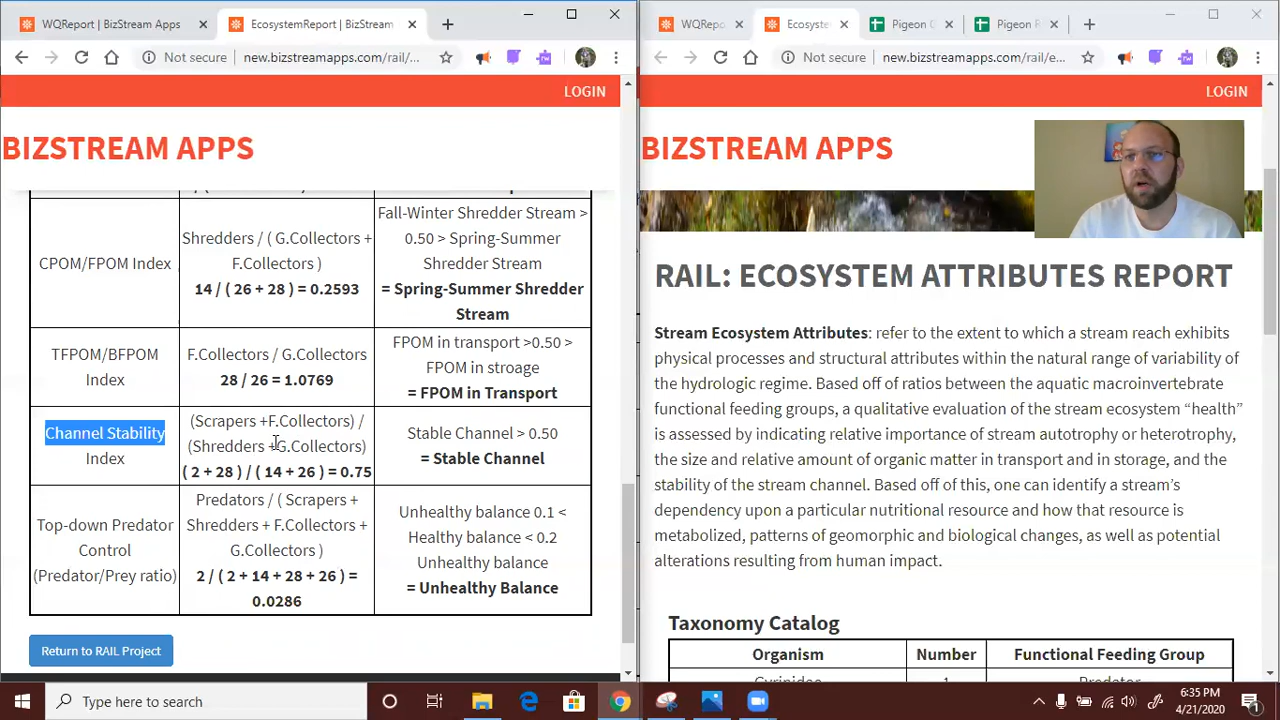 WQReport | BizStream Apps
EcosystemReport | BizStream
Not secure
new.bizstreamapps.com/rail/...
LOGIN
BIZSTREAM APPS
CPOM/FPOM Index
Shredders / ( G.Collectors +
F.Collectors )
14 / ( 26 + 28 ) = 0.2593
Fall-Winter Shredder Stream >
0.50 > Spring-Summer
Shredder Stream
= Spring-Summer Shredder
Stream
TFPOM/BFPOM
Index
F.Collectors / G.Collectors
28 / 26 = 1.0769
FPOM in transport >0.50 >
FPOM in stroage
= FPOM in Transport
Channel Stability
Index
(Scrapers +F.Collectors) /
(Shredders +G.Collectors)
( 2 + 28 ) / ( 14 + 26 ) = 0.75
Stable Channel > 0.50
= Stable Channel
Top-down Predator
Control
(Predator/Prey ratio)
Predators / ( Scrapers +
Shredders + F.Collectors +
G.Collectors )
2 / ( 2 + 14 + 28 + 26 ) =
0.0286
Unhealthy balance 0.1 <
Healthy balance < 0.2
Unhealthy balance
= Unhealthy Balance
Return to RAIL Project
WQRepo
Ecosyste
Pigeon
Pigeon R
Not secure
new.bizstreamapps.com/rail/e...
LOGIN
BIZSTREAM APPS
RAIL: ECOSYSTEM ATTRIBUTES REPORT
Stream Ecosystem Attributes: refer to the extent to which a stream reach exhibits
physical processes and structural attributes within the natural range of variability of
the hydrologic regime. Based off of ratios between the aquatic macroinvertebrate
functional feeding groups, a qualitative evaluation of the stream ecosystem “health”
is assessed by indicating relative importance of stream autotrophy or heterotrophy,
the size and relative amount of organic matter in transport and in storage, and the
stability of the stream channel. Based off of this, one can identify a stream’s
dependency upon a particular nutritional resource and how that resource is
metabolized, patterns of geomorphic and biological changes, as well as potential
alterations resulting from human impact.
Taxonomy Catalog
Organism Number Functional Feeding Group
Gyrinidae 1 Predator
Type here to search
6:35 PM
4/21/2020